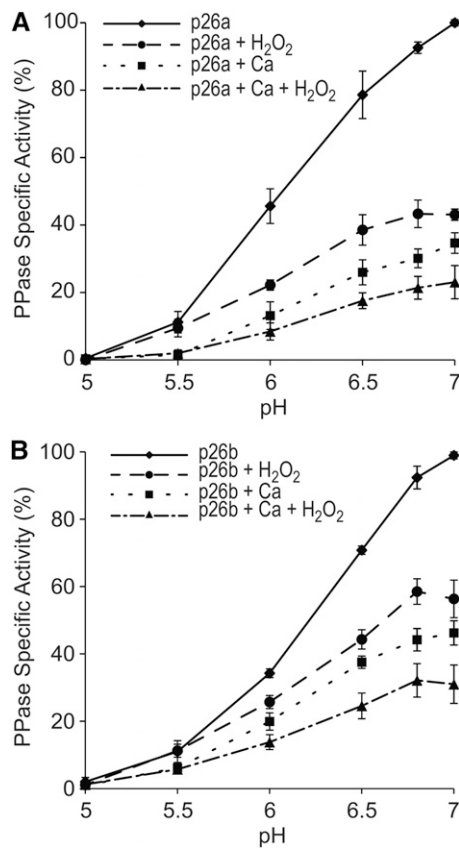 A
p26a
p26a + H₂O₂
p26a + Ca
p26a + Ca + H₂O₂
PPase Specific Activity (%)
100
80
60
40
20
0
5
5.5
6
6.5
7
pH
B
p26b
p26b + H₂O₂
p26b + Ca
p26b + Ca + H₂O₂
PPase Specific Activity (%)
100
80
60
40
20
0
5
5.5
6
6.5
7
pH